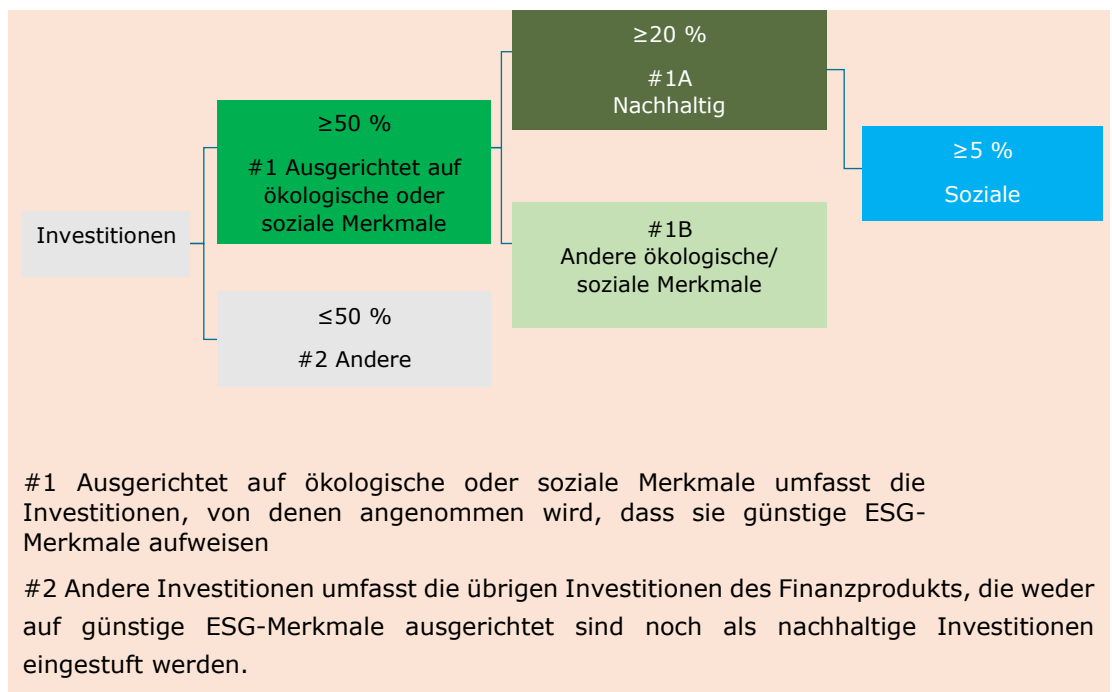 Investitionen
≥50 %
#1 Ausgerichtet auf
ökologische oder
soziale Merkmale
≤50 %
#2 Andere
≥20 %
#1A
Nachhaltig
#1B
Andere ökologische/
soziale Merkmale
≥5 %
Soziale
#1 Ausgerichtet auf ökologische oder soziale Merkmale umfasst die
Investitionen, von denen angenommen wird, dass sie günstige ESG-
Merkmale aufweisen
#2 Andere Investitionen umfasst die übrigen Investitionen des Finanzprodukts, die weder
auf günstige ESG-Merkmale ausgerichtet sind noch als nachhaltige Investitionen
eingestuft werden.